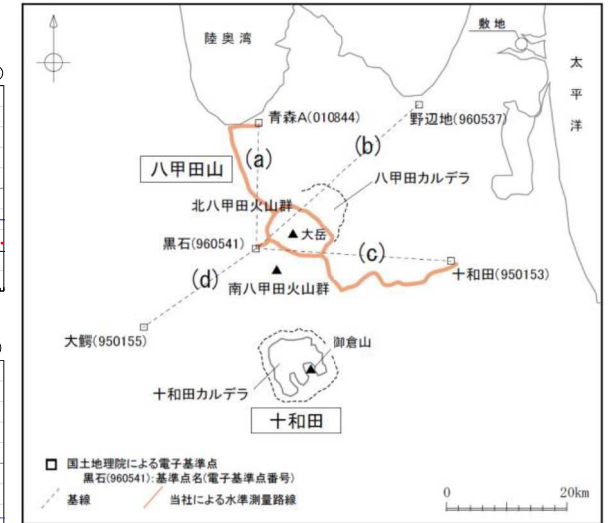 敷地
陸奥湾
太平洋
青森A(010844)
野辺地(960537)
(b)
(a)
八甲田山
八甲田カルデラ
北八甲田火山群
大岳
黒石(960541)
(c)
十和田(950153)
(d)
南八甲田火山群
大鰐(950155)
御倉山
十和田カルデラ
十和田
国土地理院による電子基準点
黒石(960541):基準点名(電子基準点番号)
基線
当社による水準測量路線
0
20km